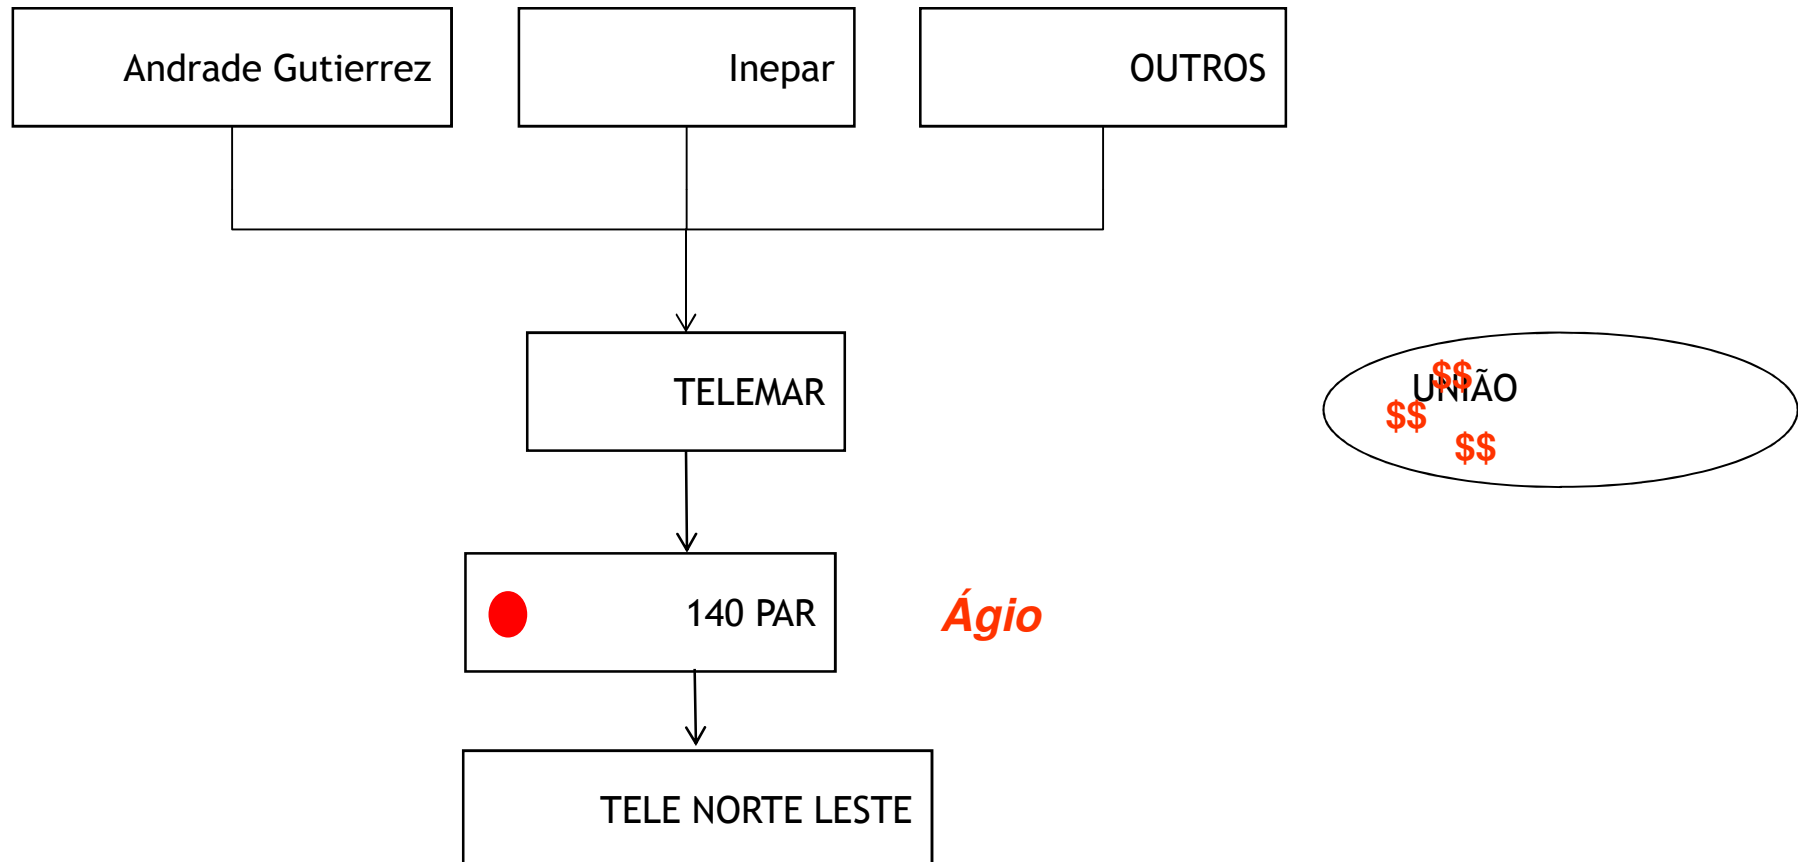 Andrade Gutierrez
Inepar
OUTROS
TELEMAR
UNIÃO
$$
$$
$$
140 PAR
Ágio
TELE NORTE LESTE